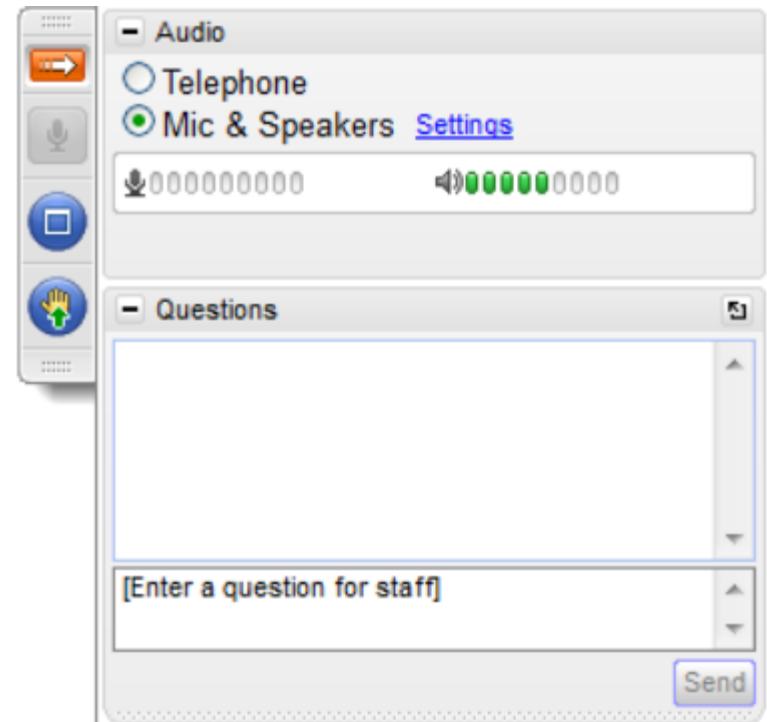 Audio
Telephone
Mic & Speakers Settings
Questions
[Enter a question for staff]
Send